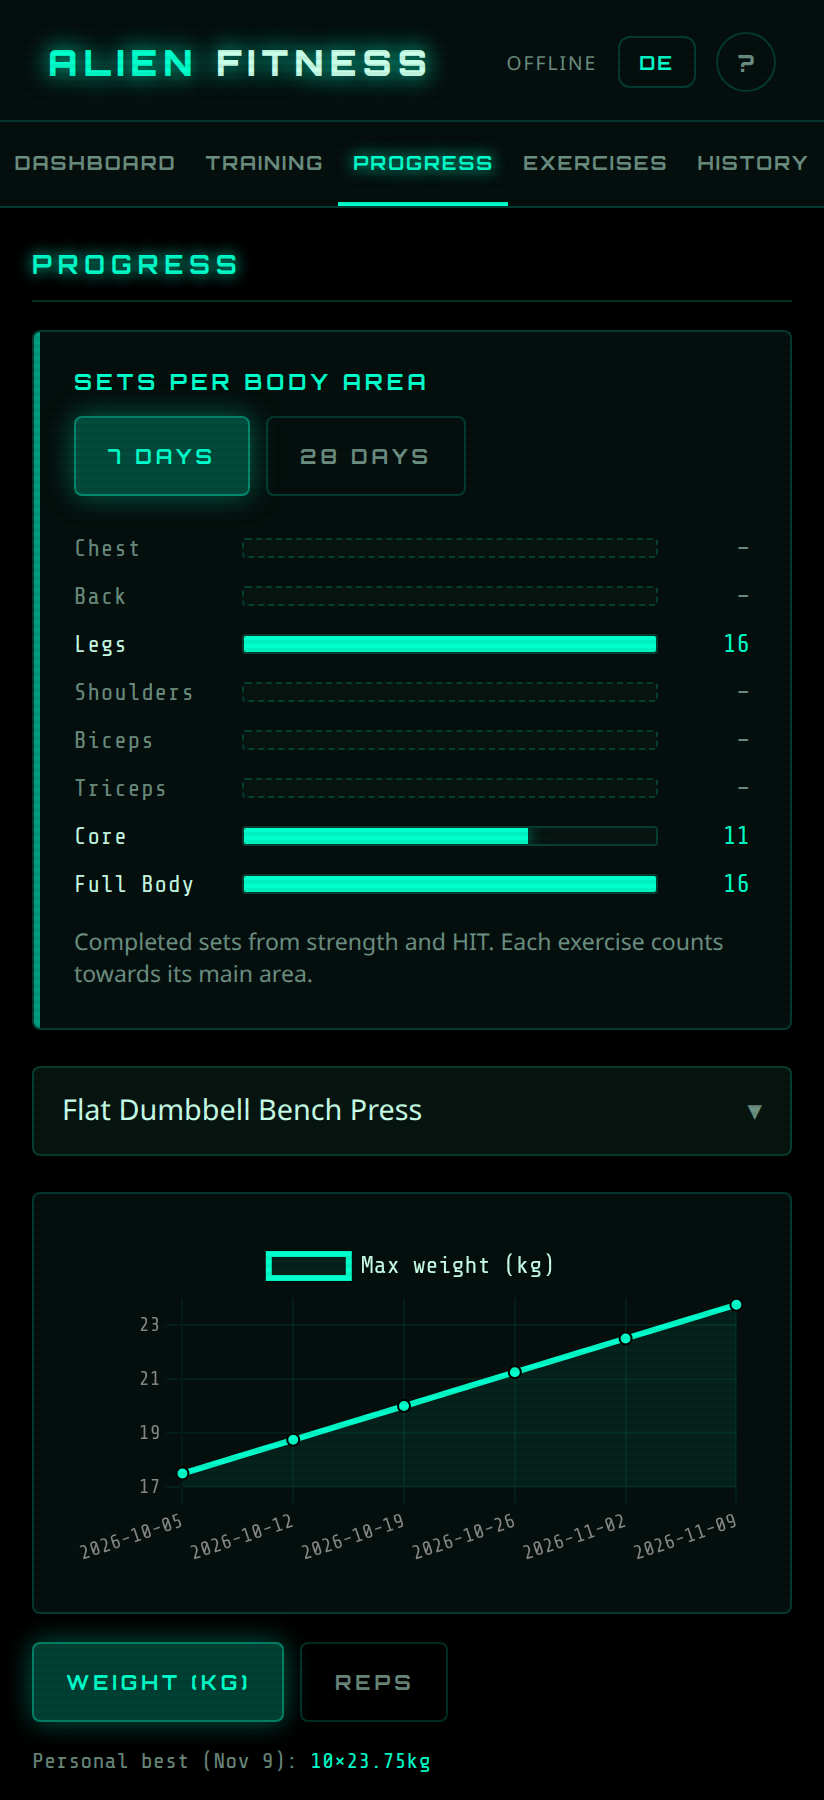 ALIEN FITNESS OFFLINE DE ?
DASHBOARD TRAINING PROGRESS EXERCISES HISTORY
PROGRESS
SETS PER BODY AREA
7 DAYS 28 DAYS
Chest –
Back –
Legs 16
Shoulders –
Biceps –
Triceps –
Core 11
Full Body 16
Completed sets from strength and HIT. Each exercise counts
towards its main area.
Flat Dumbbell Bench Press ▼
Max weight (kg)
23
21
19
17
2026-10-05 2026-10-12 2026-10-19 2026-10-26 2026-11-02 2026-11-09
WEIGHT (KG) REPS
Personal best (Nov 9): 10×23.75kg